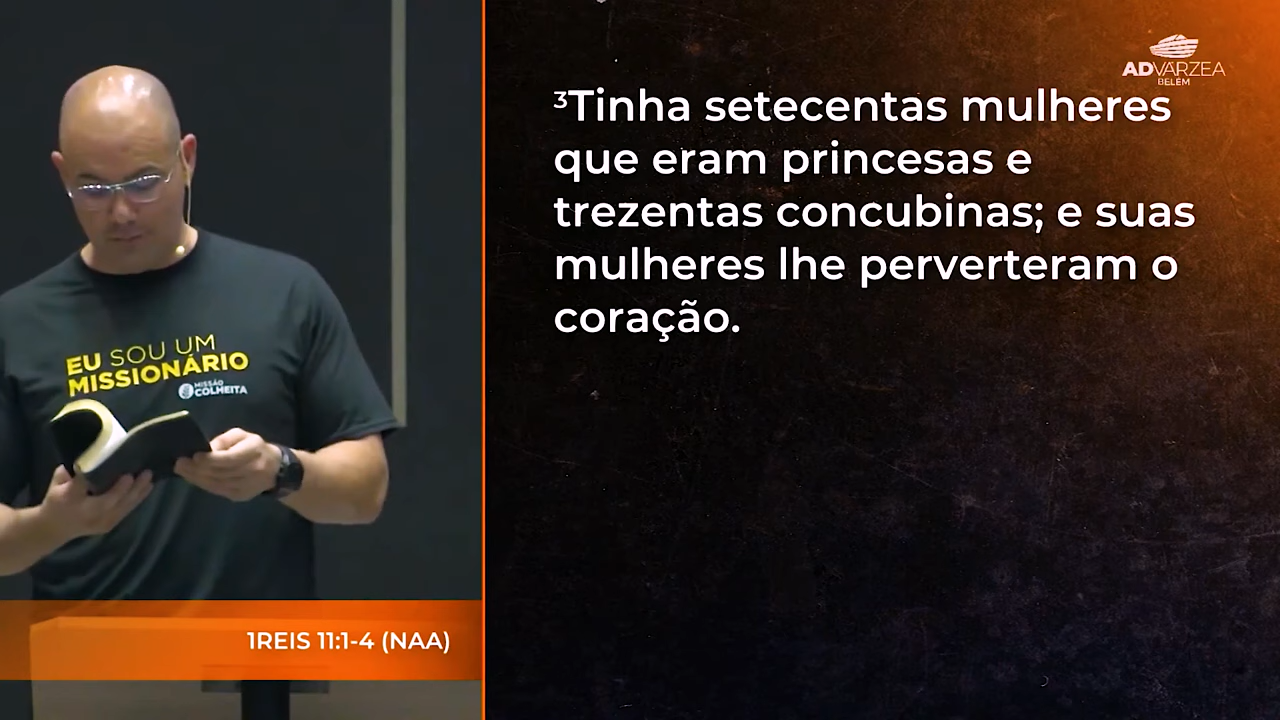 ADVÁRZEA
BELÉM
³Tinha setecentas mulheres
que eram princesas e
trezentas concubinas; e suas
mulheres lhe perverteram o
coração.
EU SOU UM
MISSIONÁRIO
MISSÃO
COLHEITA
1REIS 11:1-4 (NAA)